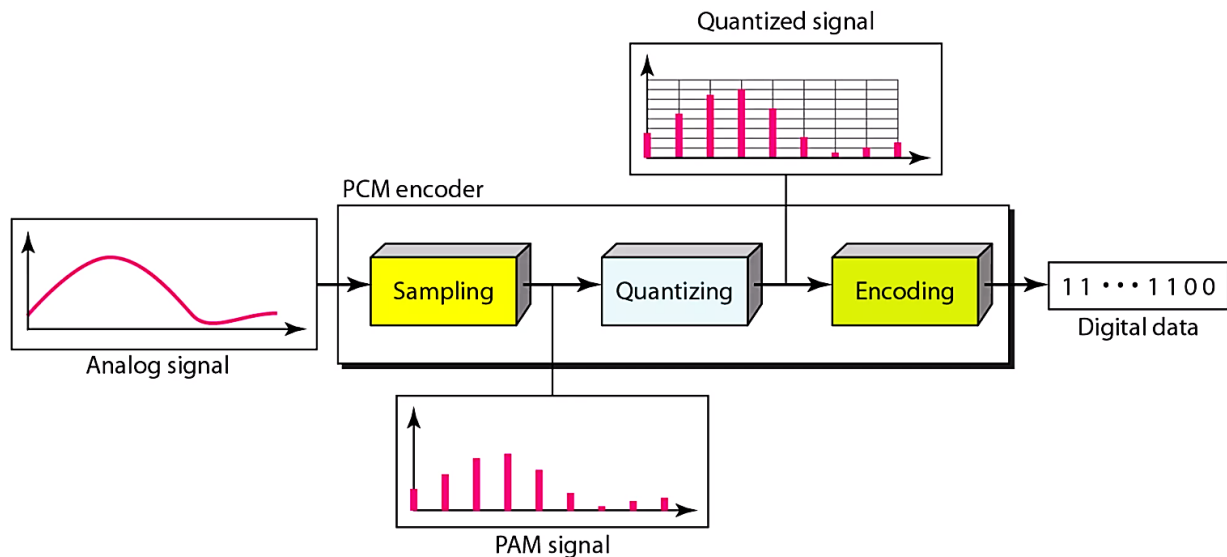 Quantized signal
PCM encoder
Sampling
Quantizing
Encoding
11 ••• 1100
Digital data
Analog signal
PAM signal